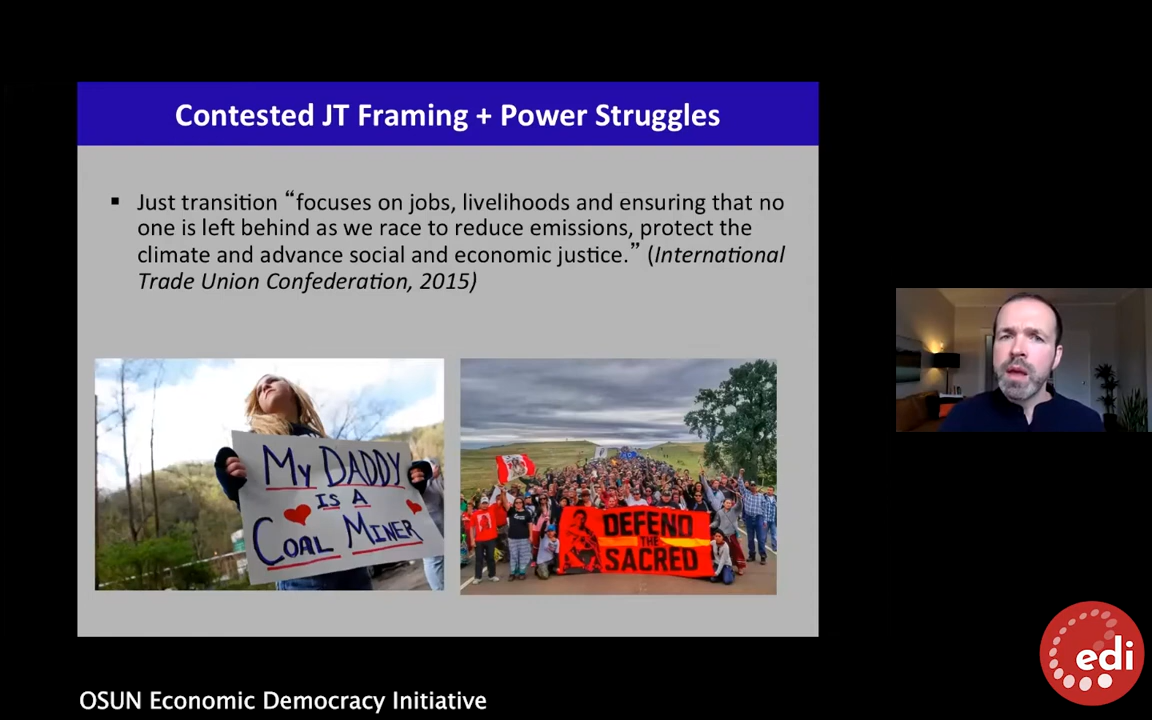 Contested JT Framing + Power Struggles
▪ Just transition “focuses on jobs, livelihoods and ensuring that no
one is left behind as we race to reduce emissions, protect the
climate and advance social and economic justice.” (International
Trade Union Confederation, 2015)
MY DADDY
IS A
COAL MINER
DEFEND
THE
SACRED
edi
OSUN Economic Democracy Initiative